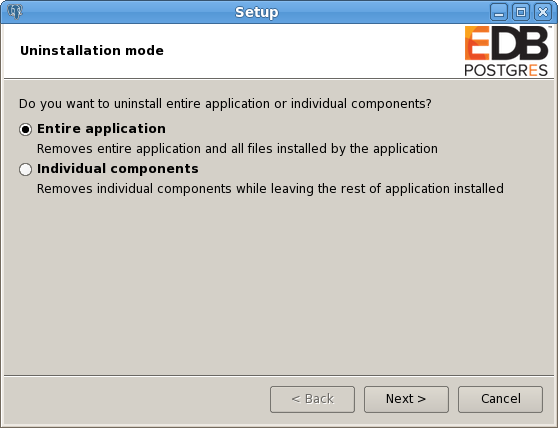 Setup
Uninstallation mode
EDB™
POSTGRES
Do you want to uninstall entire application or individual components?
Entire application
Removes entire application and all files installed by the application
Individual components
Removes individual components while leaving the rest of application installed
< Back
Next >
Cancel